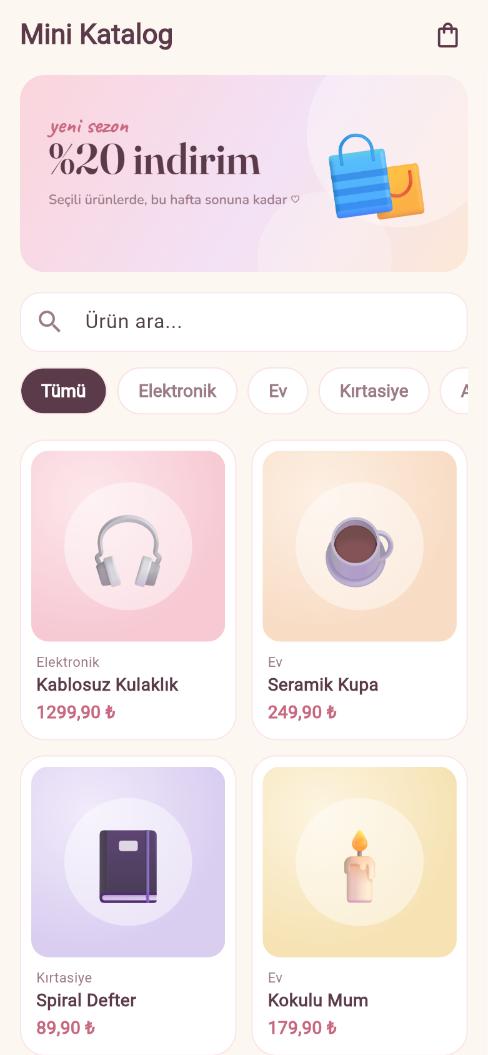 Mini Katalog
yeni sezon
%20 indirim
Seçili ürünlerde, bu hafta sonuna kadar ♡
Ürün ara...
Tümü
Elektronik
Ev
Kırtasiye
Elektronik
Kablosuz Kulaklık
1299,90 ₺
Ev
Seramik Kupa
249,90 ₺
Kırtasiye
Spiral Defter
89,90 ₺
Ev
Kokulu Mum
179,90 ₺